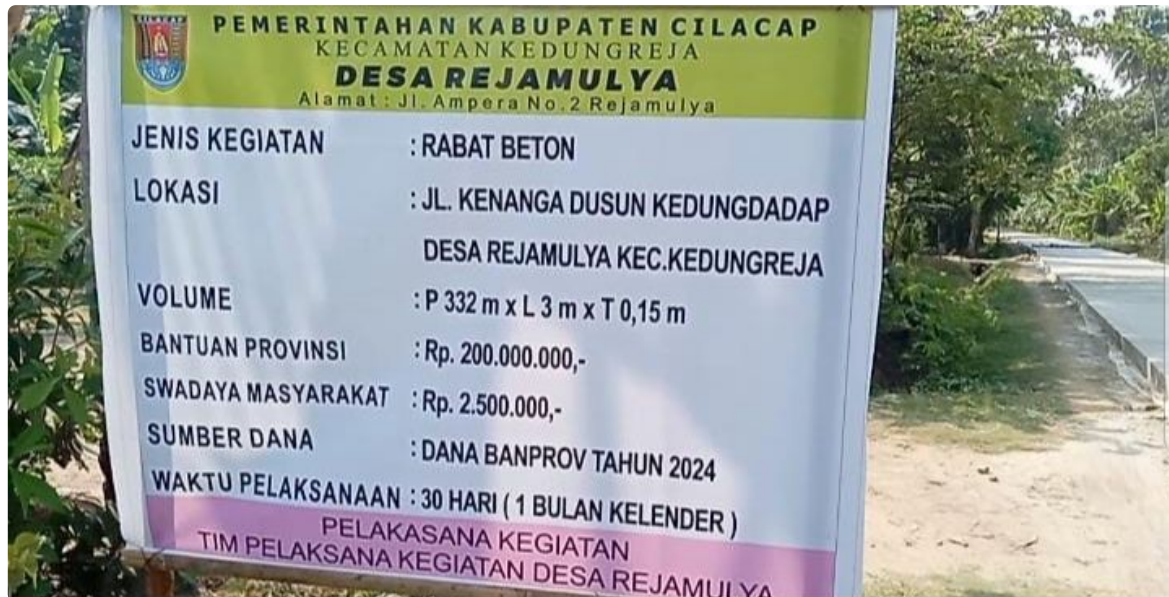 CILACAP
PEMERINTAHAN KABUPATEN CILACAP
KECAMATAN KEDUNGREJA
DESA REJAMULYA
Alamat : Jl. Ampera No. 2 Rejamulya
JENIS KEGIATAN : RABAT BETON
LOKASI : JL. KENANGA DUSUN KEDUNGDADAP
DESA REJAMULYA KEC.KEDUNGREJA
VOLUME : P 332 m x L 3 m x T 0,15 m
BANTUAN PROVINSI : Rp. 200.000.000,-
SWADAYA MASYARAKAT : Rp. 2.500.000,-
SUMBER DANA : DANA BANPROV TAHUN 2024
WAKTU PELAKSANAAN : 30 HARI ( 1 BULAN KELENDER )
PELAKASANA KEGIATAN
TIM PELAKSANA KEGIATAN DESA REJAMULYA